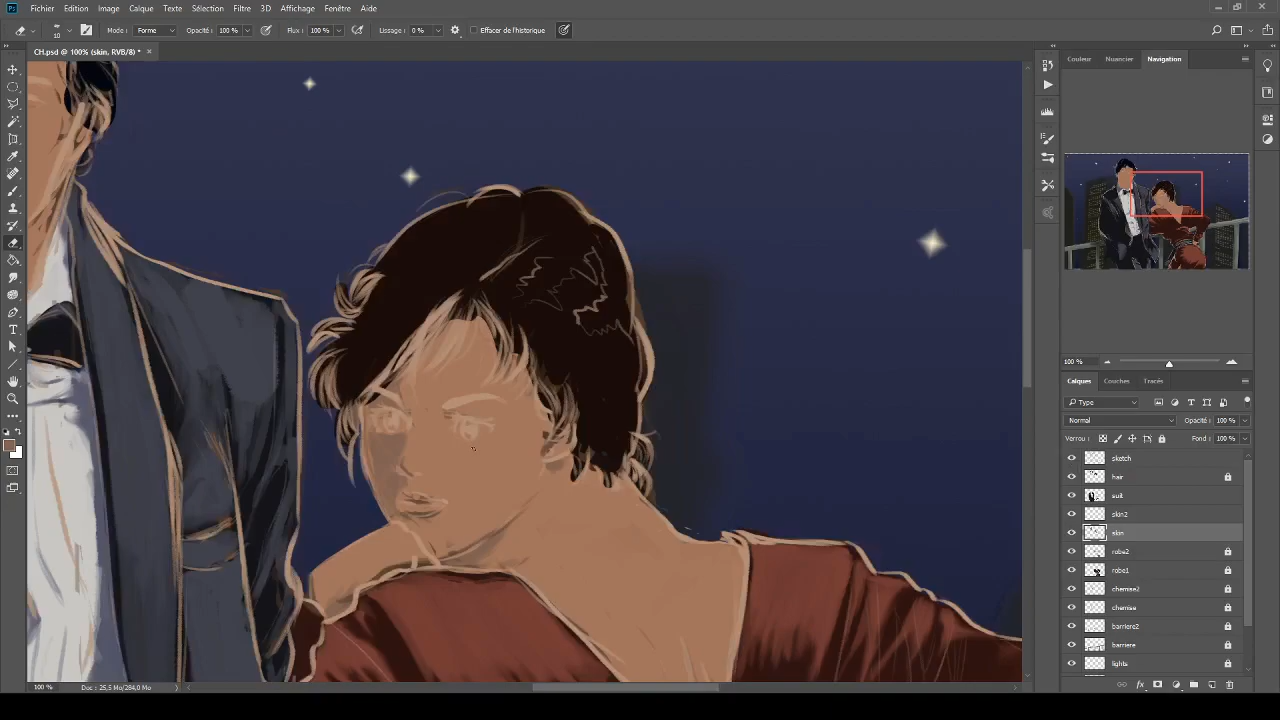 Ps Fichier Edition Image Calque Texte Sélection Filtre 3D Affichage Fenêtre Aide
10 Mode : Forme Opacité : 100 % Flux : 100 % Lissage : 0 % Effacer de l'historique
CH.psd @ 100% (skin, RVB/8) * ×
Couleur Nuancier Navigation
100 %
Calques Couches Tracés
Type
Normal Opacité : 100 %
Verrou : Fond : 100 %
sketch
hair
suit
skin2
skin
robe2
robe1
chemise2
chemise
barriere2
barriere
lights
100 % Doc : 25,5 Mo/284,0 Mo